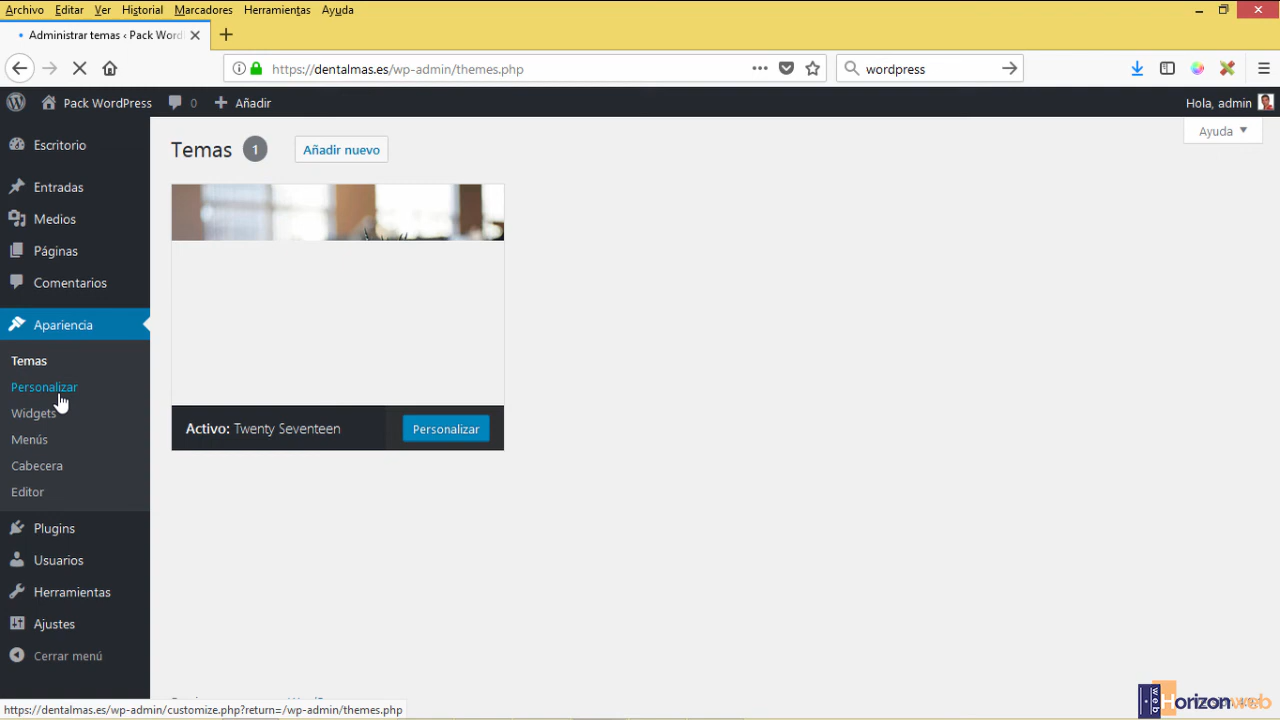 Archivo Editar Ver Historial Marcadores Herramientas Ayuda
Administrar temas ‹ Pack Word
https://dentalmas.es/wp-admin/themes.php
wordpress
Pack WordPress 0 Añadir Hola, admin
Ayuda
Escritorio
Entradas
Medios
Páginas
Comentarios
Apariencia
Temas
Personalizar
Widgets
Menús
Cabecera
Editor
Plugins
Usuarios
Herramientas
Ajustes
Cerrar menú
Temas 1 Añadir nuevo
Activo: Twenty Seventeen Personalizar
https://dentalmas.es/wp-admin/customize.php?return=/wp-admin/themes.php
web Horizonweb